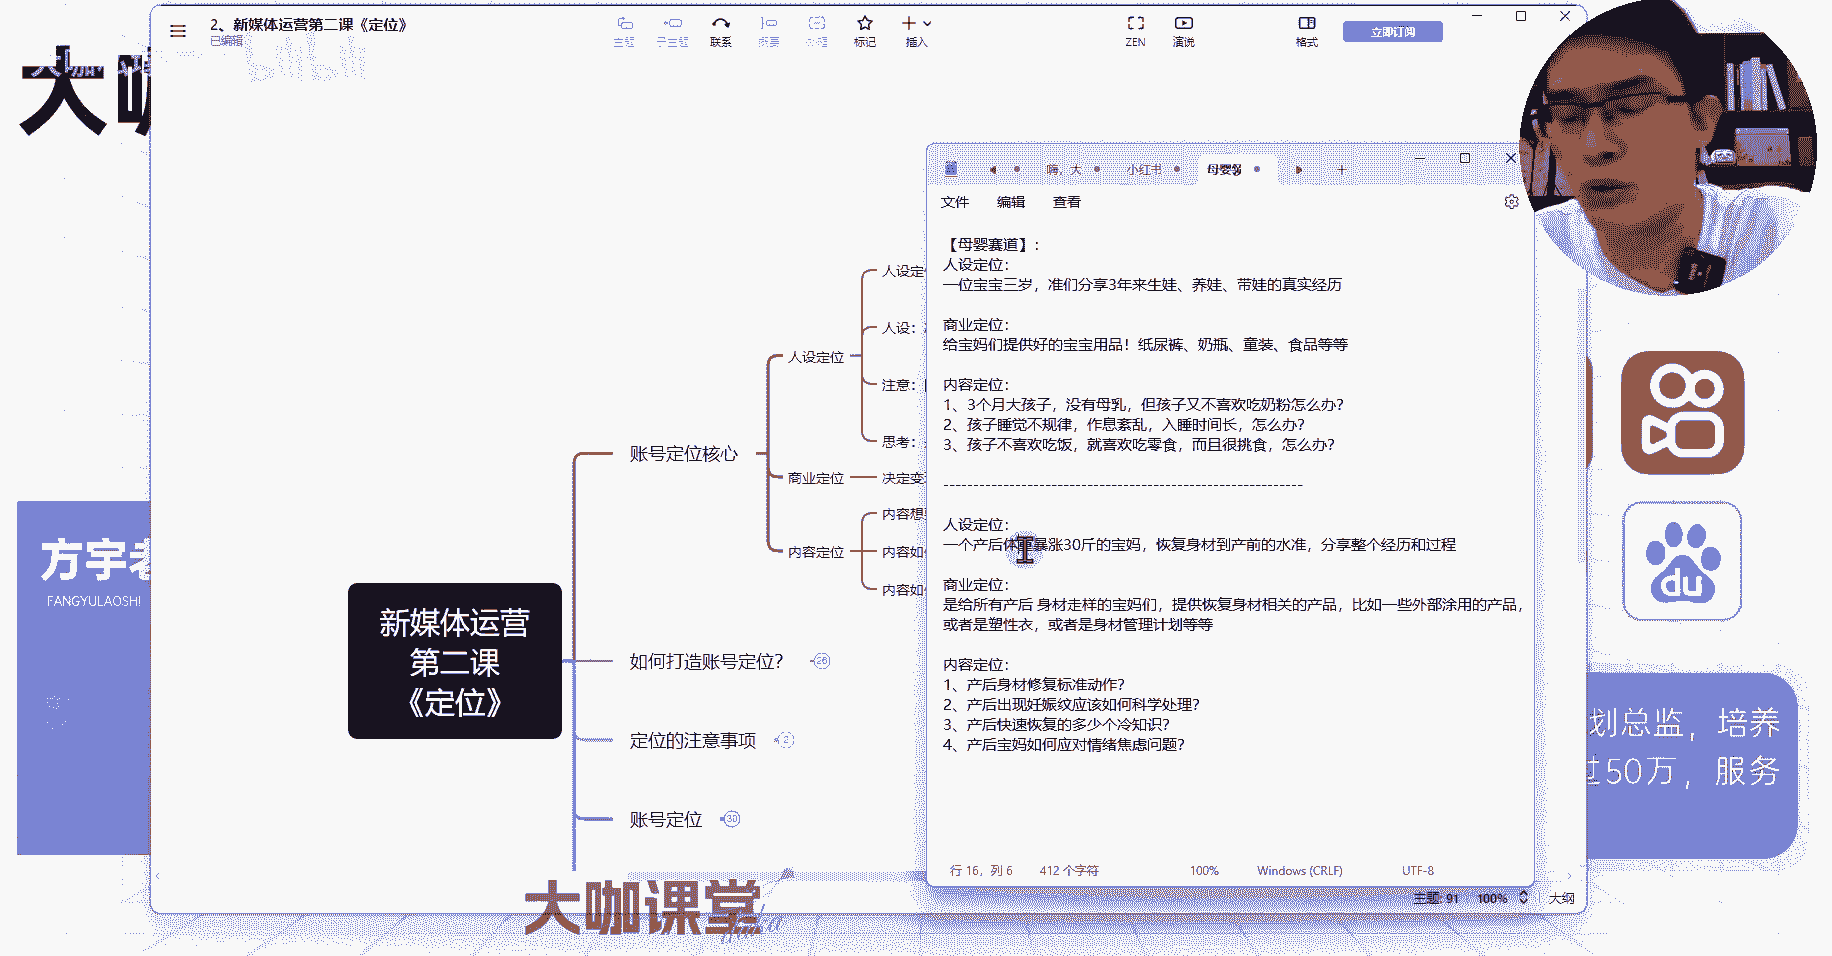 2、新媒体运营第二课《定位》
已编辑
主题
子主题
联系
概要
外框
标记
插入
ZEN
演说
格式
立即订阅
大咖
bilibili
嗨，大
小红书
母婴
文件
编辑
查看
【母婴赛道】：
人设定位：
一位宝宝三岁，准们分享3年来生娃、养娃、带娃的真实经历
商业定位：
给宝妈们提供好的宝宝用品！纸尿裤、奶瓶、童装、食品等等
内容定位：
1、3个月大孩子，没有母乳，但孩子又不喜欢吃奶粉怎么办？
2、孩子睡觉不规律，作息紊乱，入睡时间长，怎么办？
3、孩子不喜欢吃饭，就喜欢吃零食，而且很挑食，怎么办？
------------------------------------------------------------
人设定位：
一个产后体重暴涨30斤的宝妈，恢复身材到产前的水准，分享整个经历和过程
商业定位：
是给所有产后 身材走样的宝妈们，提供恢复身材相关的产品，比如一些外部涂用的产品，
或者是塑性衣，或者是身材管理计划等等
内容定位：
1、产后身材修复标准动作？
2、产后出现妊娠纹应该如何科学处理？
3、产后快速恢复的多少个冷知识？
4、产后宝妈如何应对情绪焦虑问题？
行 16，列 6
412 个字符
100%
Windows (CRLF)
UTF-8
新媒体运营
第二课
《定位》
账号定位核心
人设定位
人设定
人设：
注意：
思考：
商业定位
决定变
内容定位
内容想
内容如
内容如
如何打造账号定位？
26
定位的注意事项
2
账号定位
30
主题: 91
100%
大纲
方宇老
FANGYULAOSHI
du
划总监，培养
过50万，服务
大咖课堂